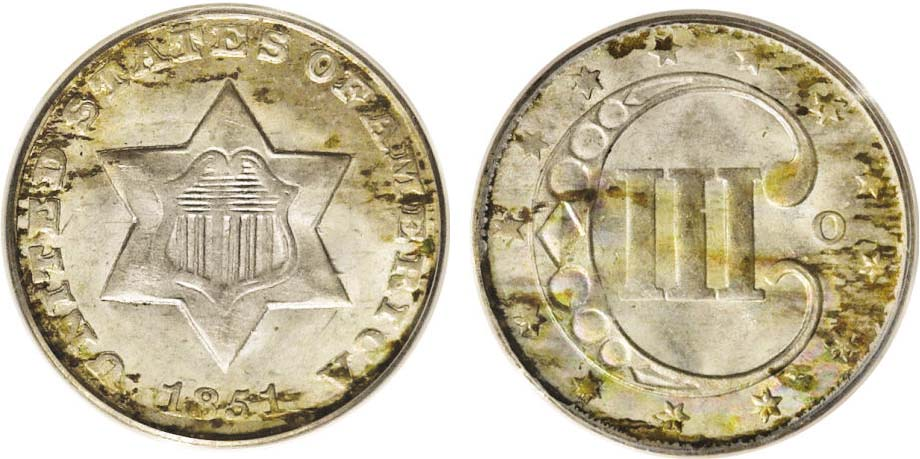 UNITED STATES OF AMERICA
1851
III
O